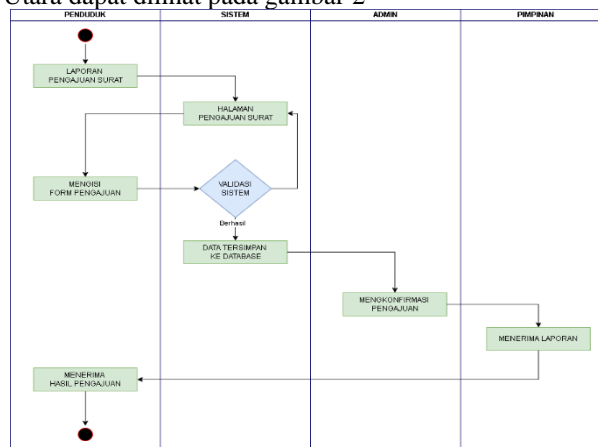 Utara dapat dilihat pada gambar 2
PENDUDUK
SISTEM
ADMIN
PIMPINAN
LAPORAN
PENGAJUAN SURAT
HALAMAN
PENGAJUAN SURAT
MENGISI
FORM PENGAJUAN
VALIDASI
SISTEM
Berhasil
DATA TERSIMPAN
KE DATABASE
MENGKONFIRMASI
PENGAJUAN
MENERIMA LAPORAN
MENERIMA
HASIL PENGAJUAN